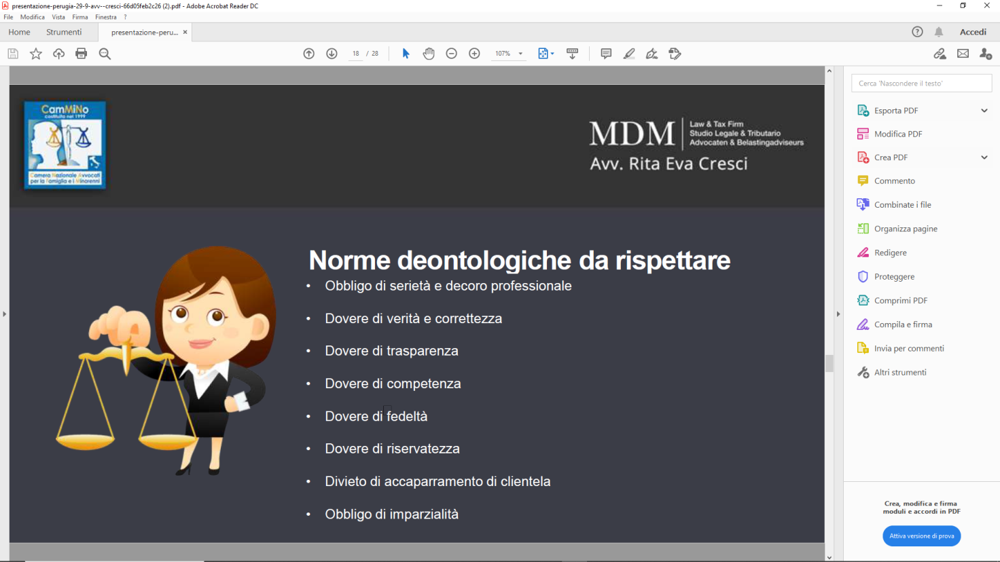 presentazione-perugia-29-9-avv--cresci-66d05feb2c26 (2).pdf - Adobe Acrobat Reader DC
File Modifica Vista Firma Finestra ?
Home Strumenti presentazione-peru... × Accedi
18 / 28 107%
CamMiNo
costituita nel 1999
Camera Nazionale Avvocati
per la Famiglia e i Minorenni
MDM
Law & Tax Firm
Studio Legale & Tributario
Advocaten & Belastingadviseurs
Avv. Rita Eva Cresci
Norme deontologiche da rispettare
• Obbligo di serietà e decoro professionale
• Dovere di verità e correttezza
• Dovere di trasparenza
• Dovere di competenza
• Dovere di fedeltà
• Dovere di riservatezza
• Divieto di accaparramento di clientela
• Obbligo di imparzialità
Cerca 'Nascondere il testo'
Esporta PDF
Modifica PDF
Crea PDF
Commento
Combinate i file
Organizza pagine
Redigere
Proteggere
Comprimi PDF
Compila e firma
Invia per commenti
Altri strumenti
Crea, modifica e firma
moduli e accordi in PDF
Attiva versione di prova